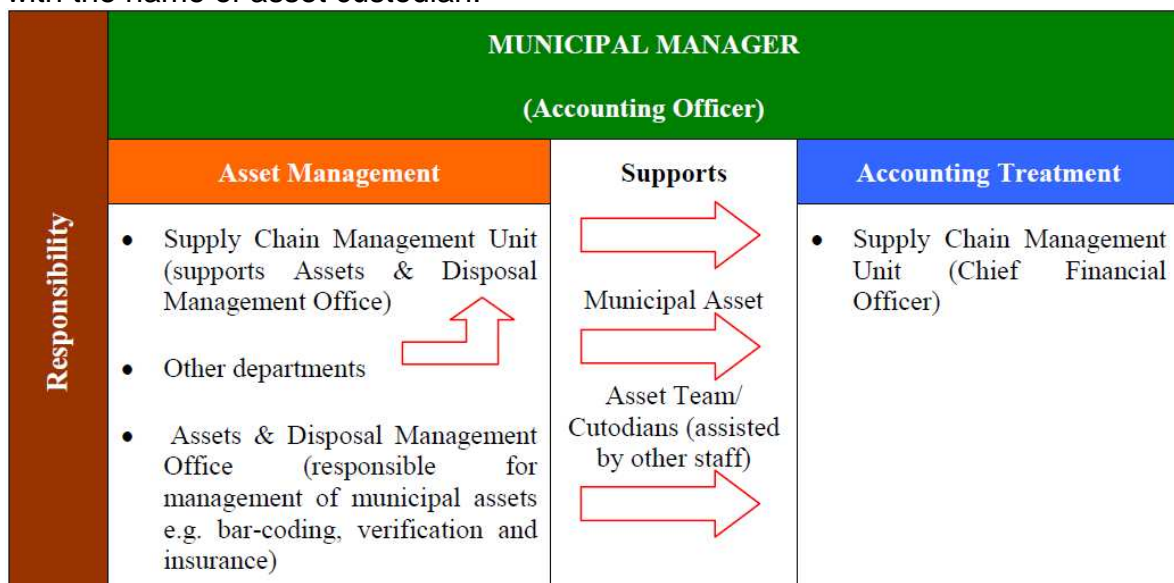 with the name of asset custodian.
MUNICIPAL MANAGER
(Accounting Officer)
Responsibility
Asset Management
Supports
Accounting Treatment
• Supply Chain Management Unit
(supports Assets & Disposal
Management Office)
• Other departments
• Assets & Disposal Management
Office (responsible for
management of municipal assets
e.g. bar-coding, verification and
insurance)
Municipal Asset
Asset Team/
Cutodians (assisted
by other staff)
• Supply Chain Management
Unit (Chief Financial
Officer)